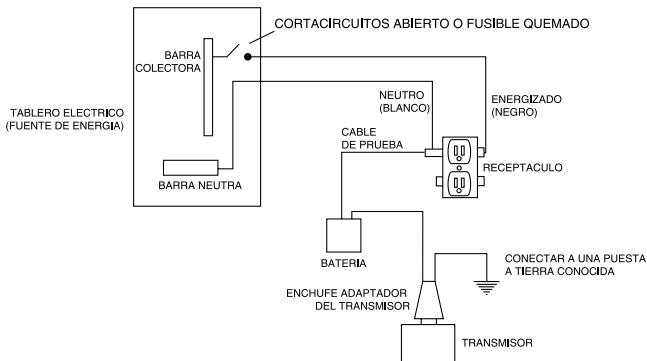 CORTACIRCUITOS ABIERTO O FUSIBLE QUEMADO
BARRA
COLECTORA
TABLERO ELECTRICO
(FUENTE DE ENERGIA)
NEUTRO
(BLANCO)
ENERGIZADO
(NEGRO)
CABLE
DE PRUEBA
RECEPTACULO
BARRA NEUTRA
BATERIA
CONECTAR A UNA PUESTA
A TIERRA CONOCIDA
ENCHUFE ADAPTADOR
DEL TRANSMISOR
TRANSMISOR